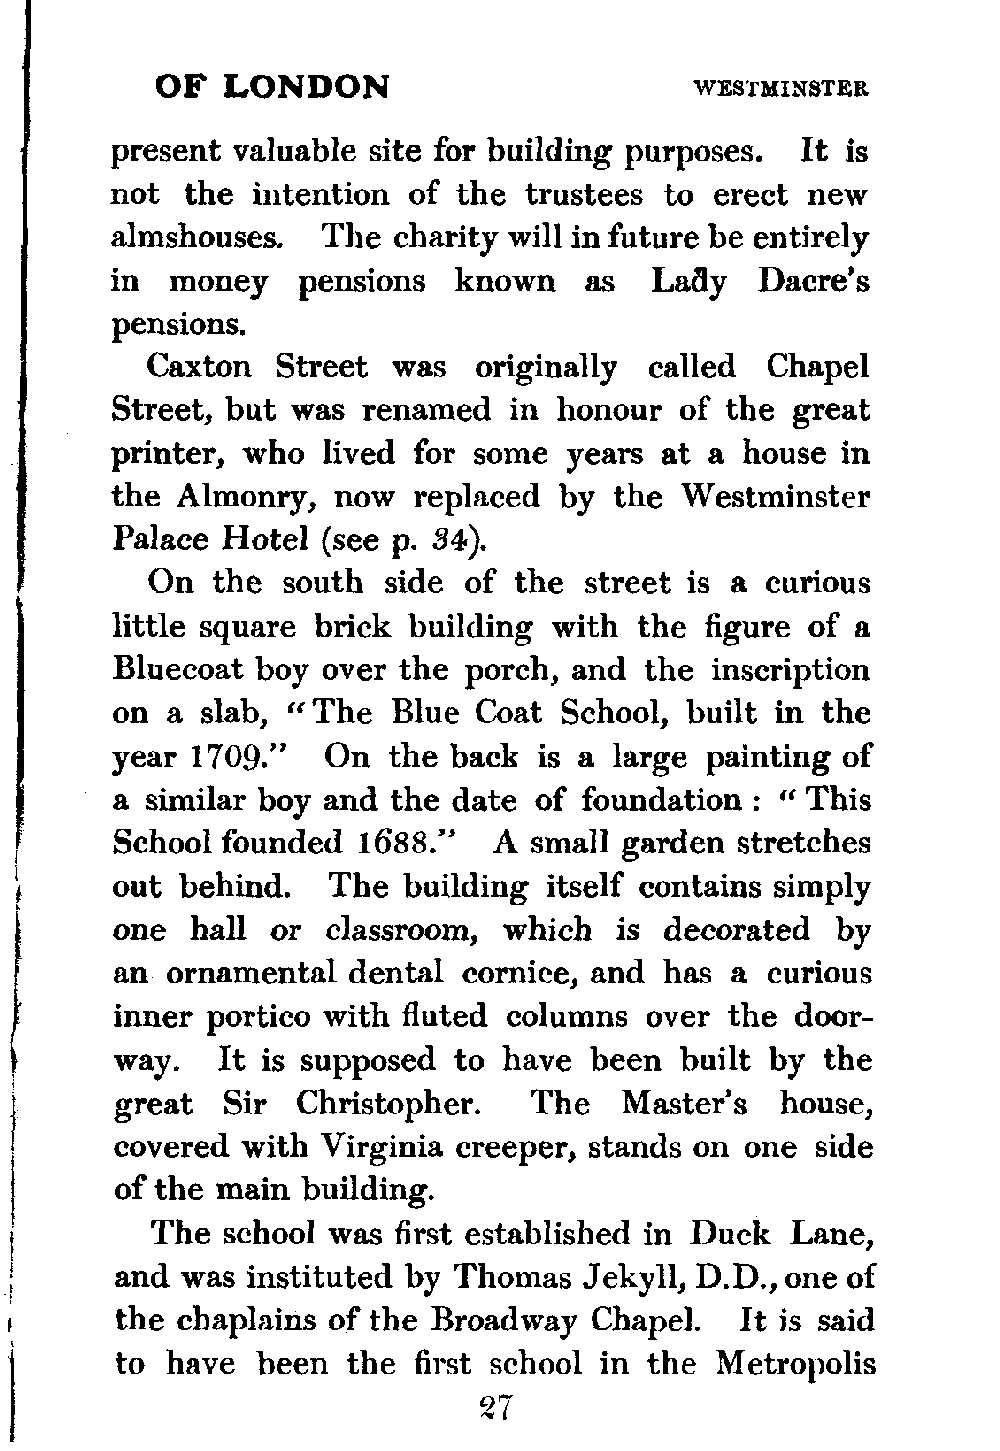 OF LONDON WESTMINSTER
present valuable site for building purposes. It is
not the intention of the trustees to erect new
almshouses. The charity will in future be entirely
in money pensions known as Lady Dacre's
pensions.
Caxton Street was originally called Chapel
Street, but was renamed in honour of the great
printer, who lived for some years at a house in
the Almonry, now replaced by the Westminster
Palace Hotel (see p. 34).
On the south side of the street is a curious
little square brick building with the figure of a
Bluecoat boy over the porch, and the inscription
on a slab, "The Blue Coat School, built in the
year 1709." On the back is a large painting of
a similar boy and the date of foundation : "This
School founded 1688." A small garden stretches
out behind. The building itself contains simply
one hall or classroom, which is decorated by
an ornamental dental cornice, and has a curious
inner portico with fluted columns over the door-
way. It is supposed to have been built by the
great Sir Christopher. The Master's house,
covered with Virginia creeper, stands on one side
of the main building.
The school was first established in Duck Lane,
and was instituted by Thomas Jekyll, D.D., one of
the chaplains of the Broadway Chapel. It is said
to have been the first school in the Metropolis
27